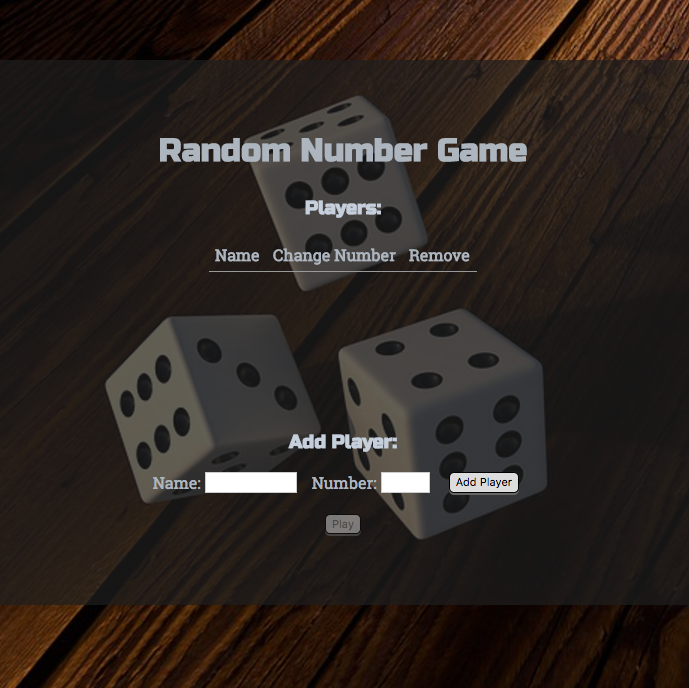 Random Number Game
Players:
Name Change Number Remove
Add Player:
Name: Number: Add Player
Play